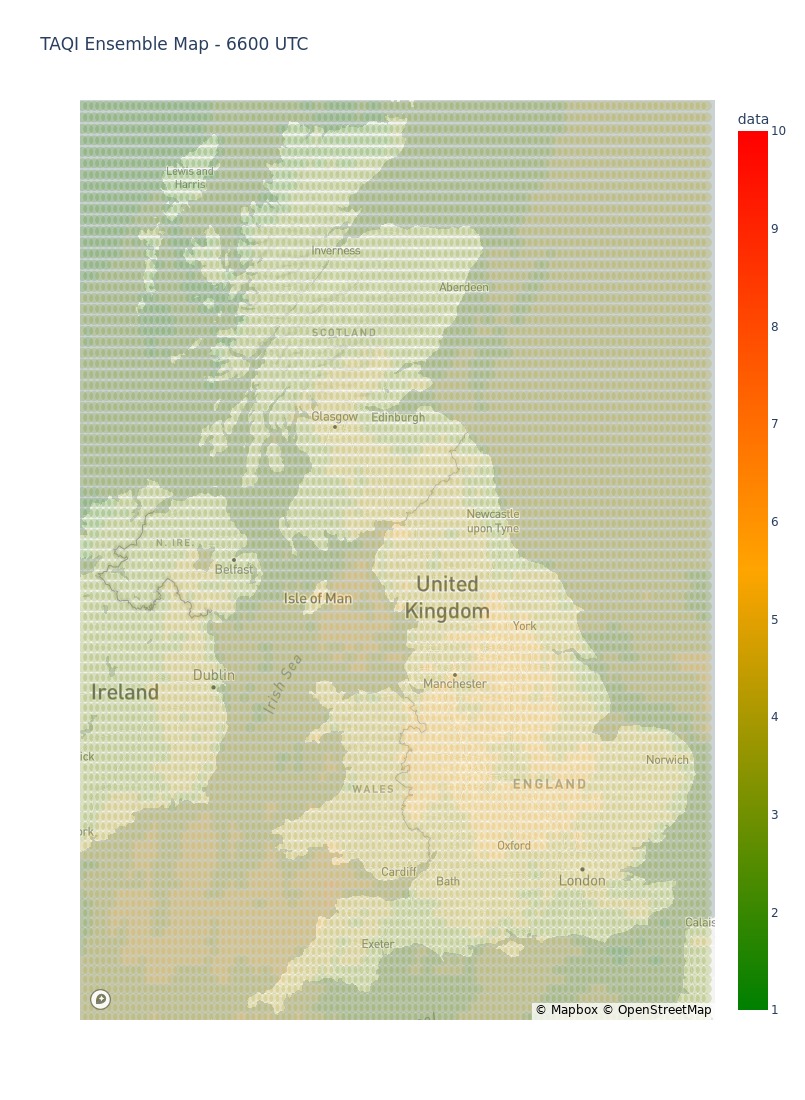 TAQI Ensemble Map - 6600 UTC
data
10
9
8
7
6
5
4
3
2
1
Lewis and
Harris
Inverness
Aberdeen
SCOTLAND
Glasgow
Edinburgh
Newcastle
upon Tyne
N. IRE.
Belfast
Isle of Man
United
Kingdom
York
Dublin
Manchester
Ireland
Irish Sea
ick
Norwich
WALES
ENGLAND
ork
Oxford
Cardiff
Bath
London
Calais
Exeter
© Mapbox © OpenStreetMap